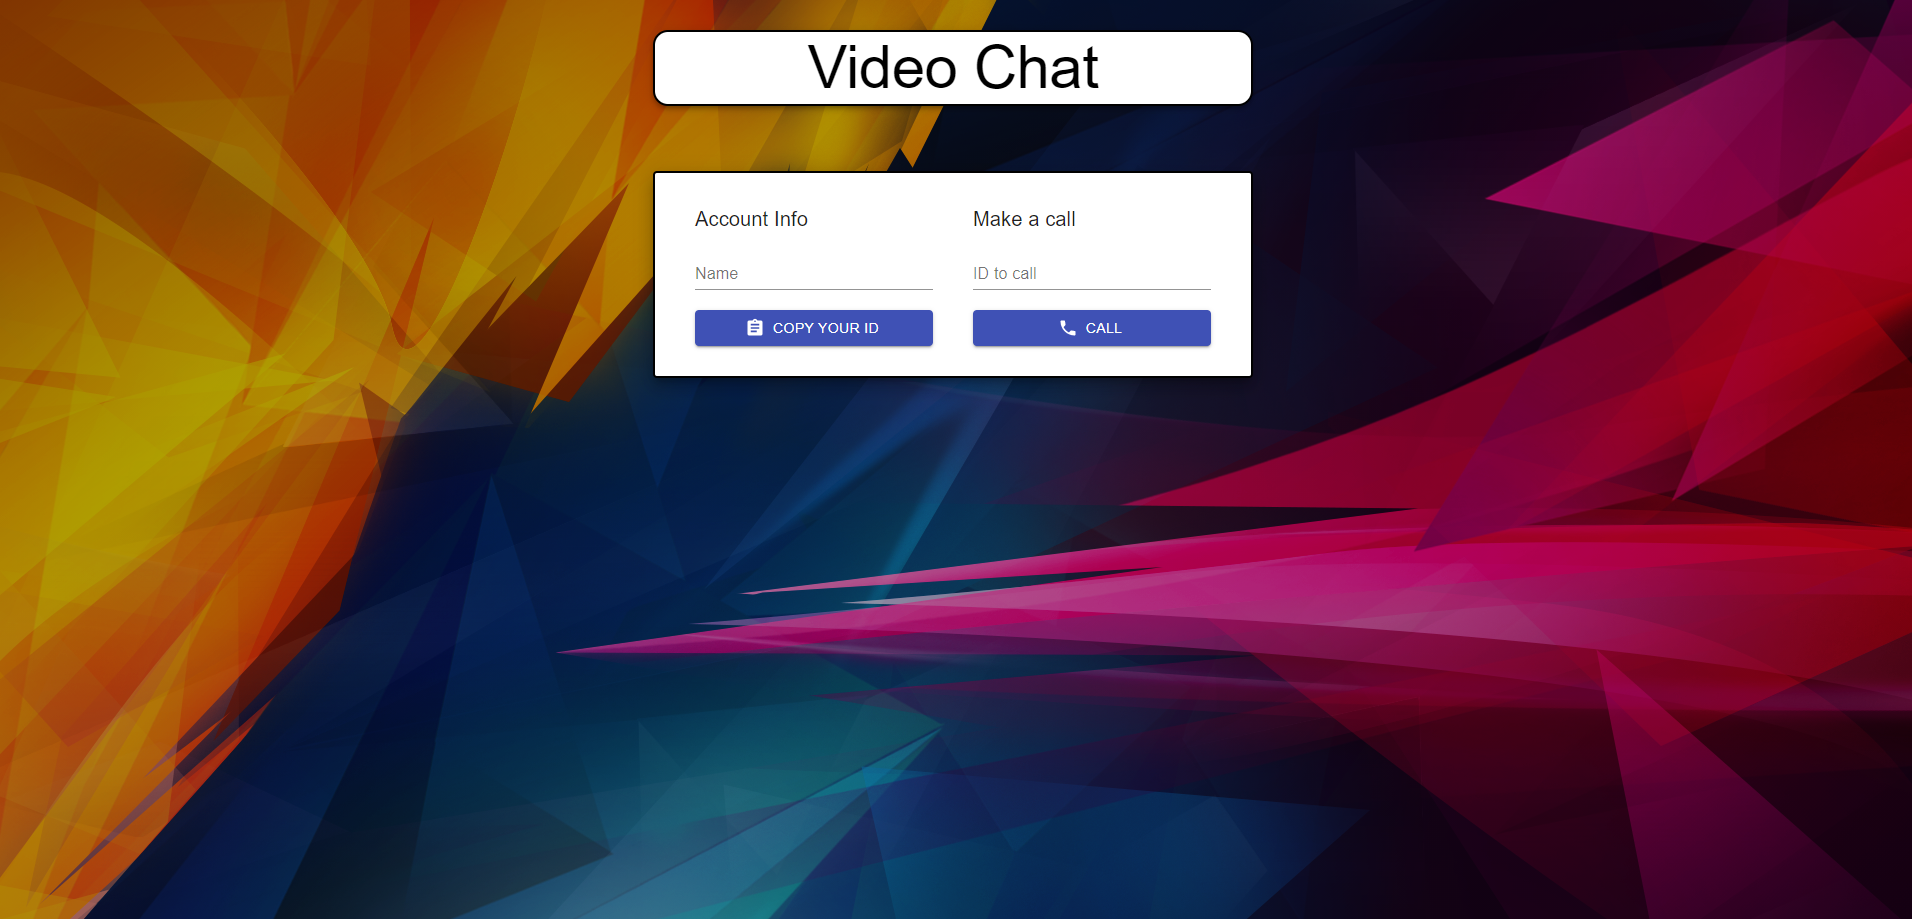 Video Chat
Account Info
Name
COPY YOUR ID
Make a call
ID to call
CALL